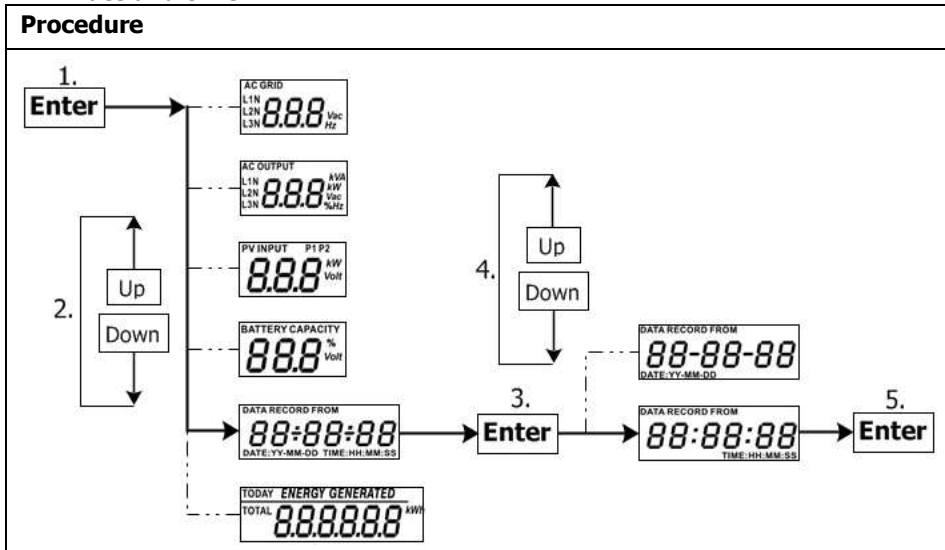 Procedure
1.
Enter
AC GRID
L1N
L2N
L3N
8.8.8
Vac
Hz
AC OUTPUT
L1N
L2N
L3N
8.8.8
kVA
kW
Vac
%Hz
PV INPUT P1 P2
8.8.8
kW
Volt
2.
Up
Down
BATTERY CAPACITY
88.8
%
Volt
DATA RECORD FROM
88÷88÷88
DATE:YY-MM-DD TIME:HH:MM:SS
TODAY ENERGY GENERATED
TOTAL
8.8.8.8.8.8
kWh
3.
Enter
4.
Up
Down
DATA RECORD FROM
88-88-88
DATE:YY-MM-DD
DATA RECORD FROM
88:88:88
TIME:HH:MM:SS
5.
Enter